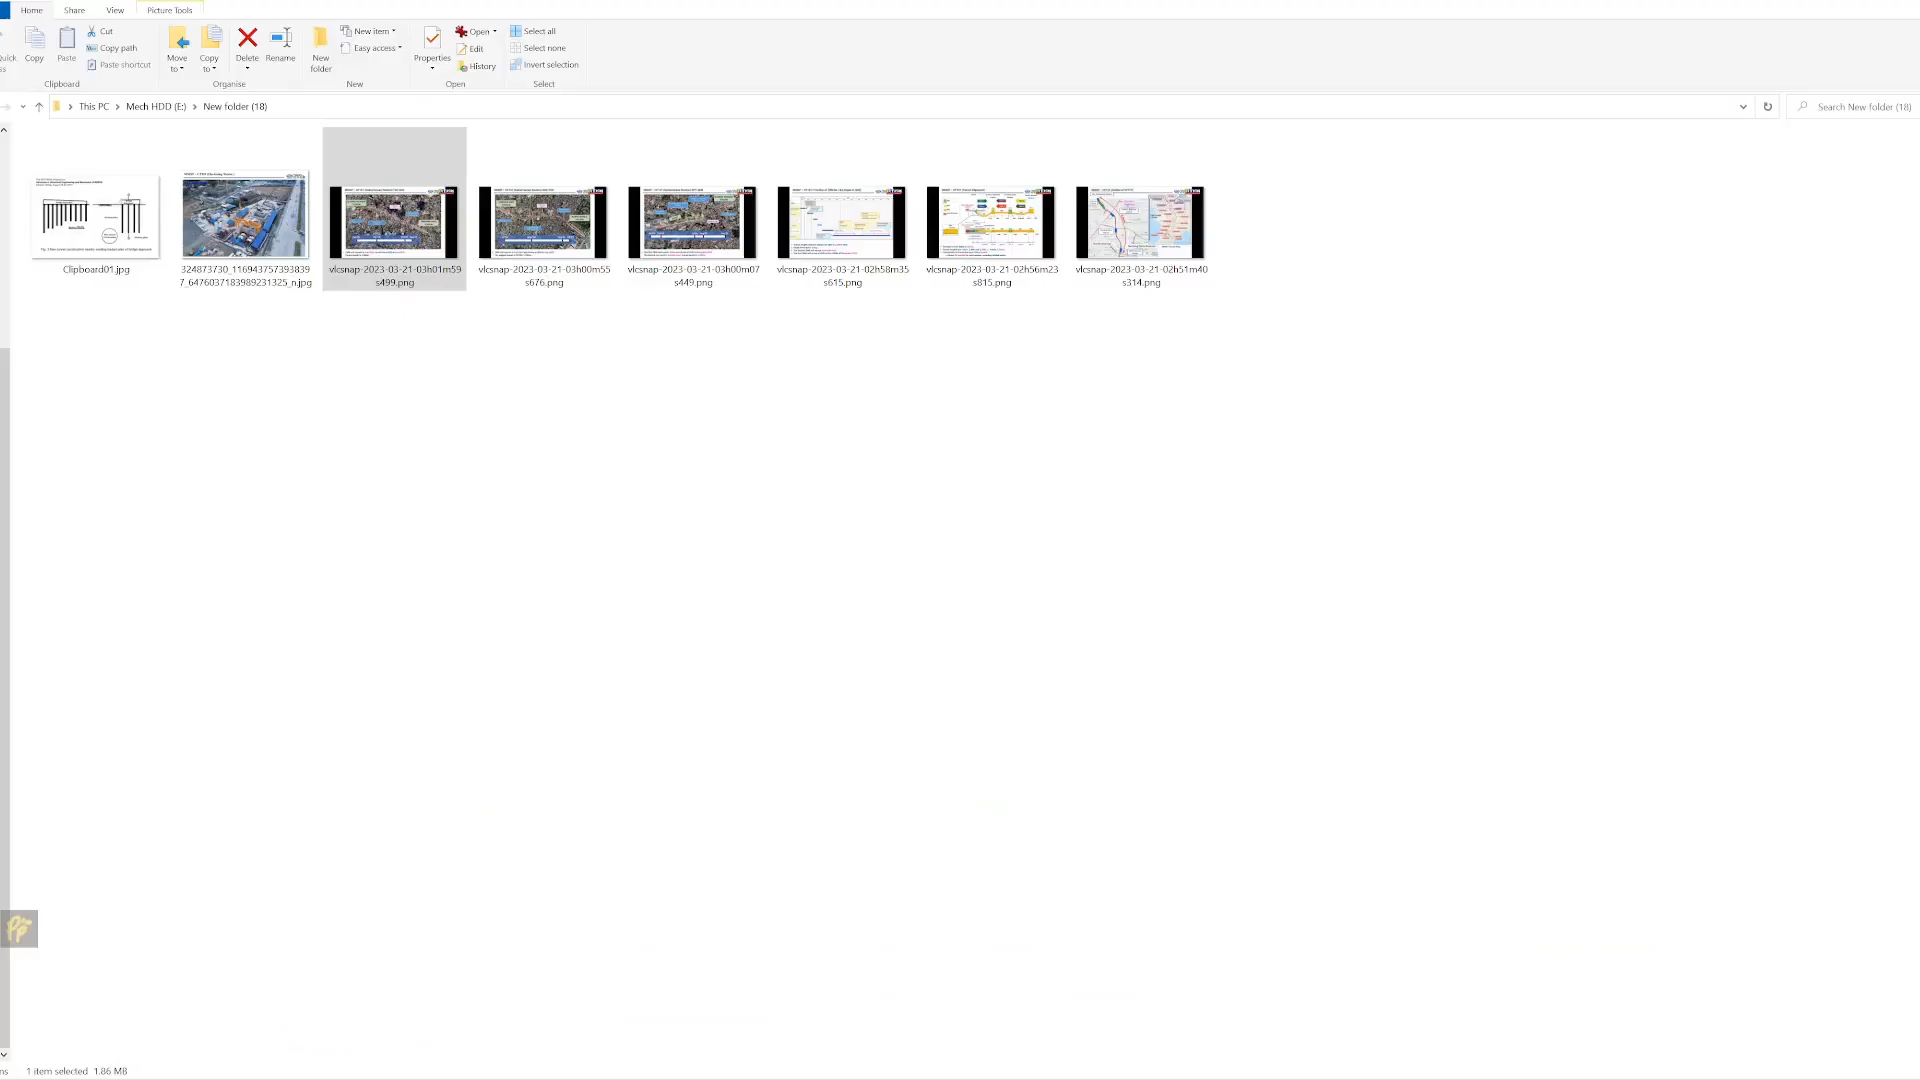 Home Share View Picture Tools
Cut
Copy path
Paste shortcut
Copy Paste
Move to Copy to Delete Rename
New folder
New item
Easy access
Properties
Open
Edit
History
Select all
Select none
Invert selection
Clipboard Organise New Open Select
This PC Mech HDD (E:) New folder (18) Search New folder (18)
Clipboard01.jpg
324873730_116943757393839
7_6476037183989231325_n.jpg
vlcsnap-2023-03-21-03h01m59
s499.png
vlcsnap-2023-03-21-03h00m55
s676.png
vlcsnap-2023-03-21-03h00m07
s449.png
vlcsnap-2023-03-21-02h58m35
s615.png
vlcsnap-2023-03-21-02h56m23
s815.png
vlcsnap-2023-03-21-02h51m40
s314.png
1 item selected 1.86 MB